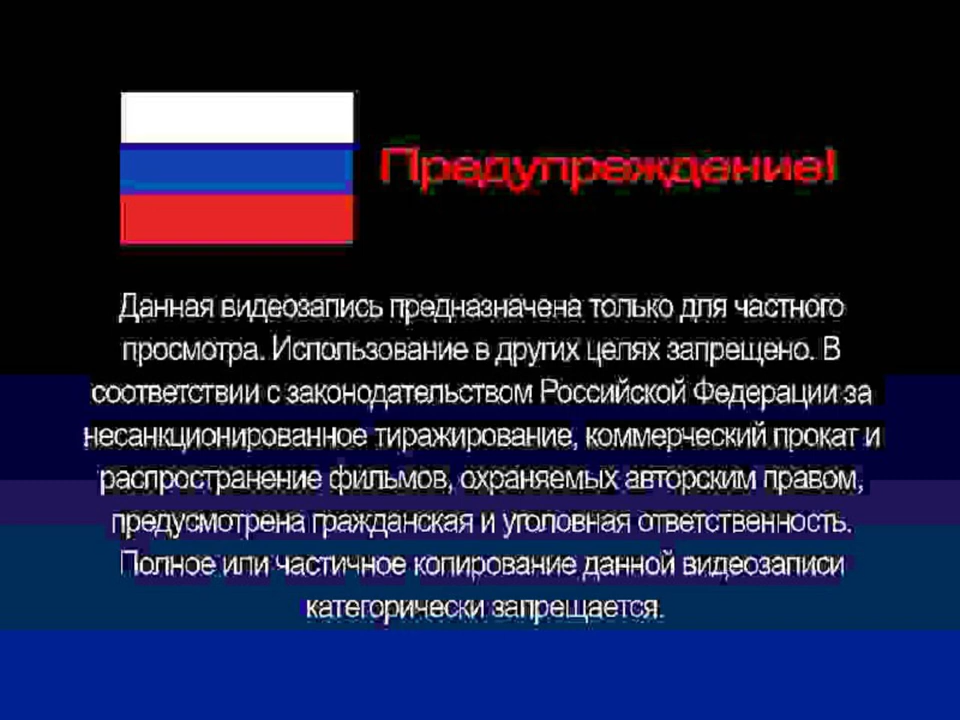 Предупреждение!
Данная видеозапись предназначена только для частного
просмотра. Использование в других целях запрещено. В
соответствии с законодательством Российской Федерации за
несанкционированное тиражирование, коммерческий прокат и
распространение фильмов, охраняемых авторским правом,
предусмотрена гражданская и уголовная ответственность.
Полное или частичное копирование данной видеозаписи
категорически запрещается.